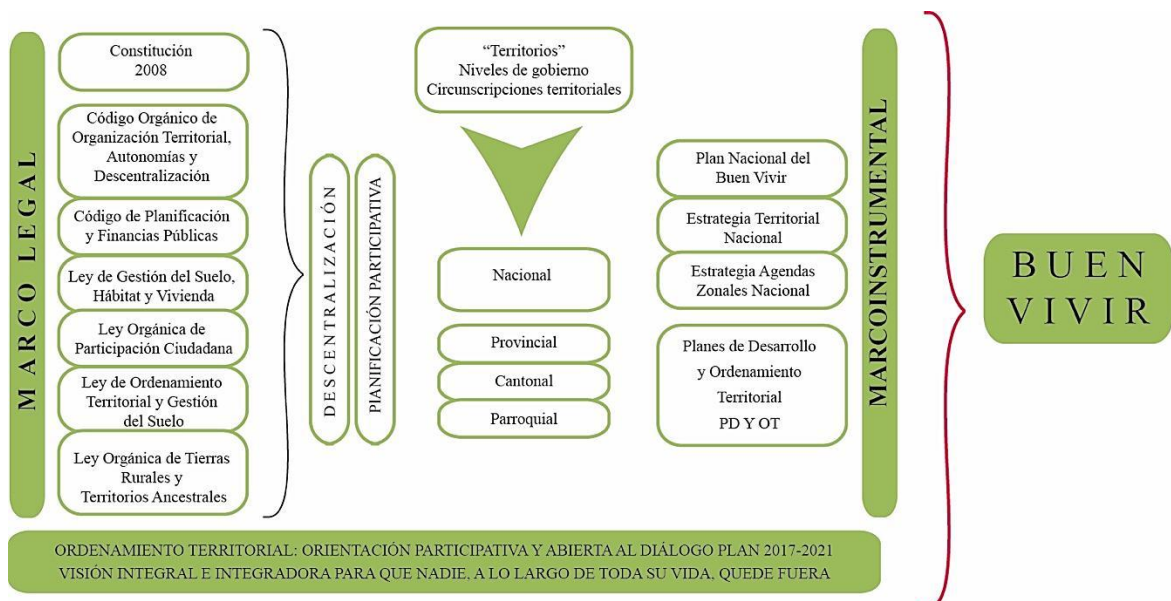 MARCO LEGAL
Constitución
2008
Código Orgánico de
Organización Territorial,
Autonomías y
Descentralización
Código de Planificación
y Financias Públicas
Ley de Gestión del Suelo,
Hábitat y Vivienda
Ley Orgánica de
Participación Ciudadana
Ley de Ordenamiento
Territorial y Gestión
del Suelo
Ley Orgánica de Tierras
Rurales y
Territorios Ancestrales
DESCENTRALIZACIÓN
PIANIFICACIÓN PARTICIPATIVA
“Territorios”
Niveles de gobierno
Circunscripciones territoriales
Nacional
Provincial
Cantonal
Parroquial
Plan Nacional del
Buen Vivir
Estrategia Territorial
Nacional
Estrategia Agendas
Zonales Nacional
Planes de Desarrollo
y Ordenamiento
Territorial
PD Y OT
MARCOINSTRUMENTAL
BUEN
VIVIR
ORDENAMIENTO TERRITORIAL: ORIENTACIÓN PARTICIPATIVA Y ABIERTA AL DIÁLOGO PLAN 2017-2021
VISIÓN INTEGRAL E INTEGRADORA PARA QUE NADIE, A LO LARGO DE TODA SU VIDA, QUEDE FUERA